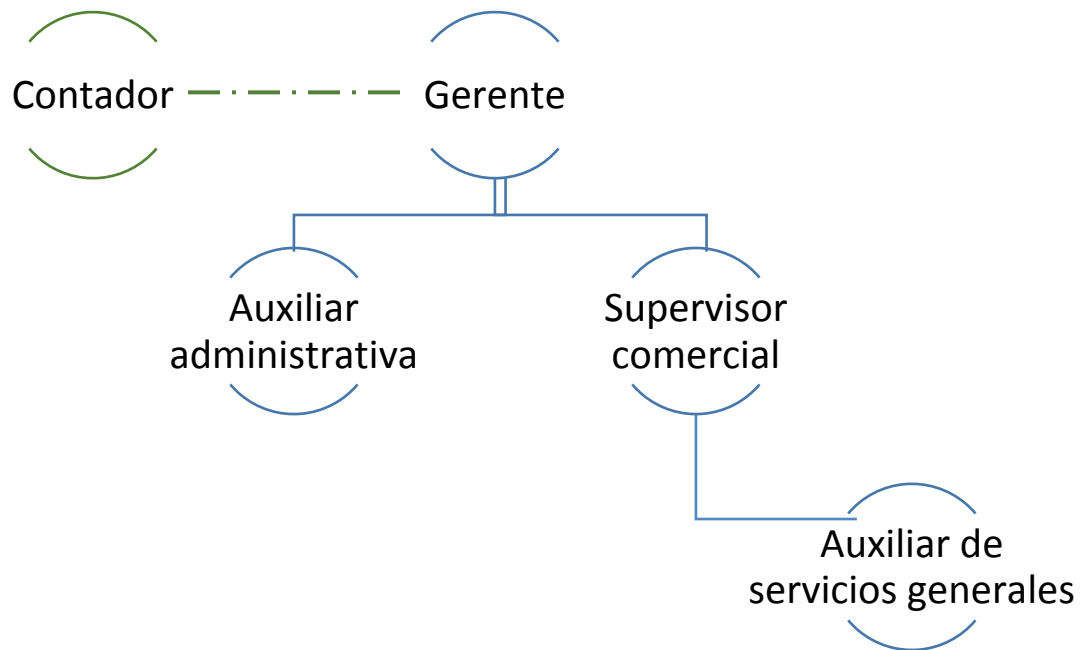 Contador
Gerente
Auxiliar
administrativa
Supervisor
comercial
Auxiliar de
servicios generales